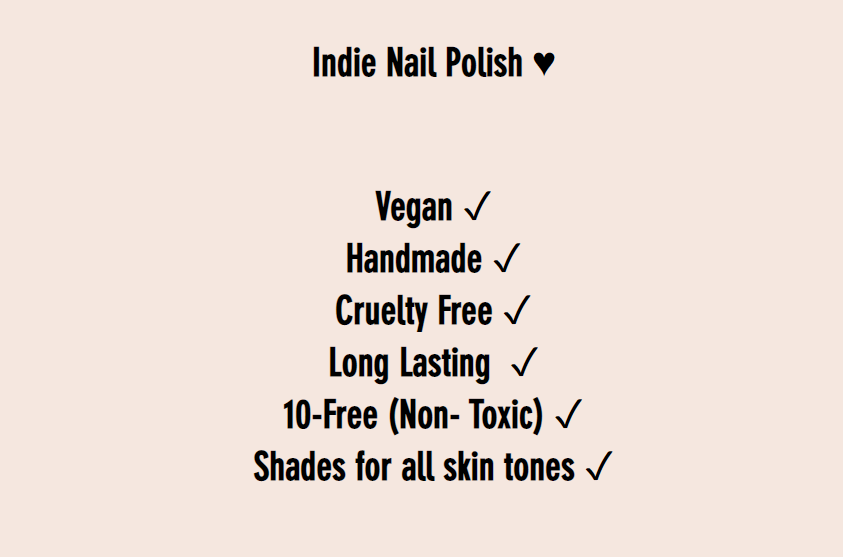 Indie Nail Polish ♥
Vegan ✓
Handmade ✓
Cruelty Free ✓
Long Lasting ✓
10-Free (Non- Toxic) ✓
Shades for all skin tones ✓